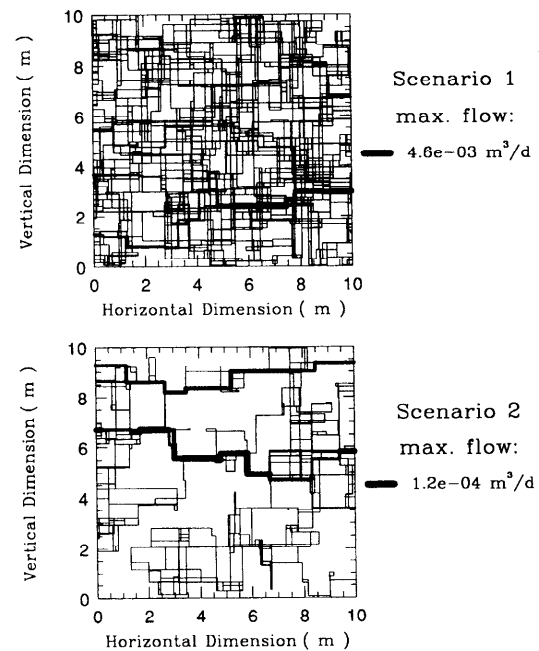 10
8
6
4
2
0
Vertical Dimension ( m )
0 2 4 6 8 10
Horizontal Dimension ( m )
Scenario 1
max. flow:
4.6e-03 m³/d
10
8
6
4
2
0
Vertical Dimension ( m )
0 2 4 6 8 10
Horizontal Dimension ( m )
Scenario 2
max. flow:
1.2e-04 m³/d